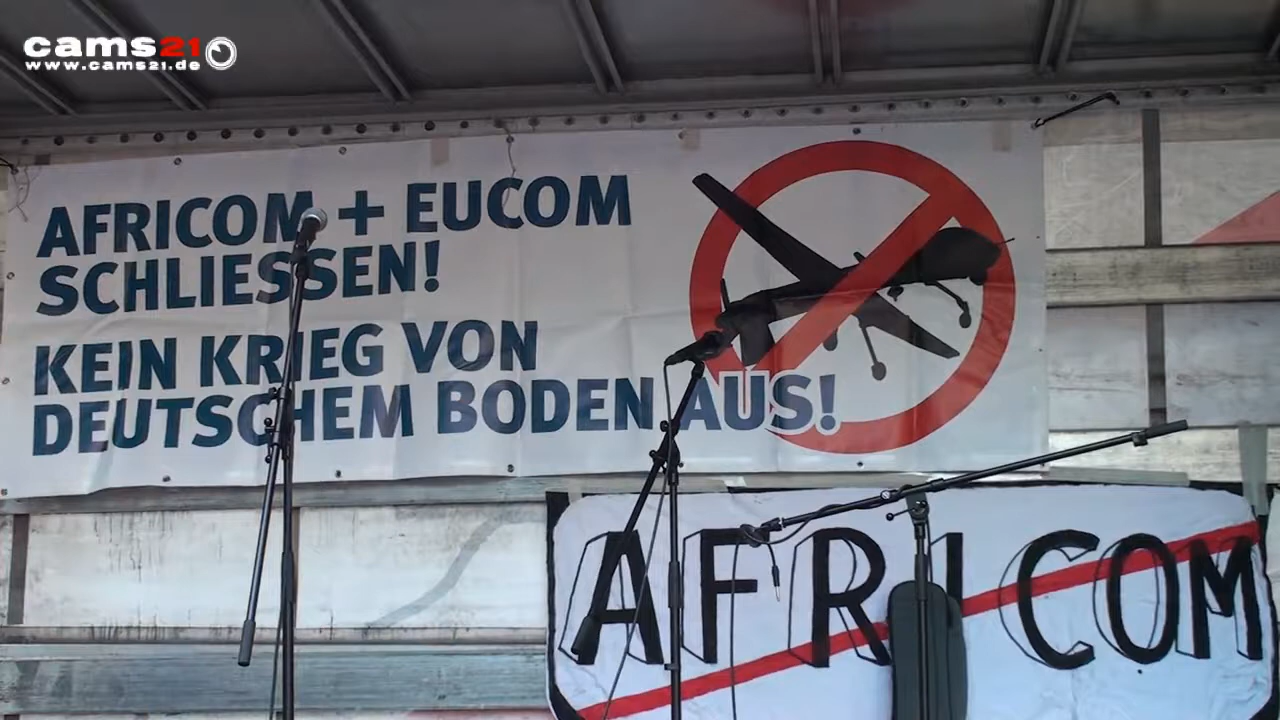 cams21
www.cams21.de
AFRICOM + EUCOM
SCHLIESSEN!
KEIN KRIEG VON
DEUTSCHEM BODEN AUS!
AFRICOM